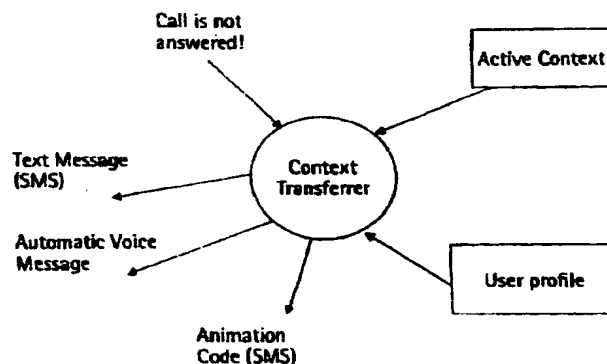 Call is not
answered!
Active Context
Context
Transferrer
Text Message
(SMS)
Automatic Voice
Message
User profile
Animation
Code (SMS)